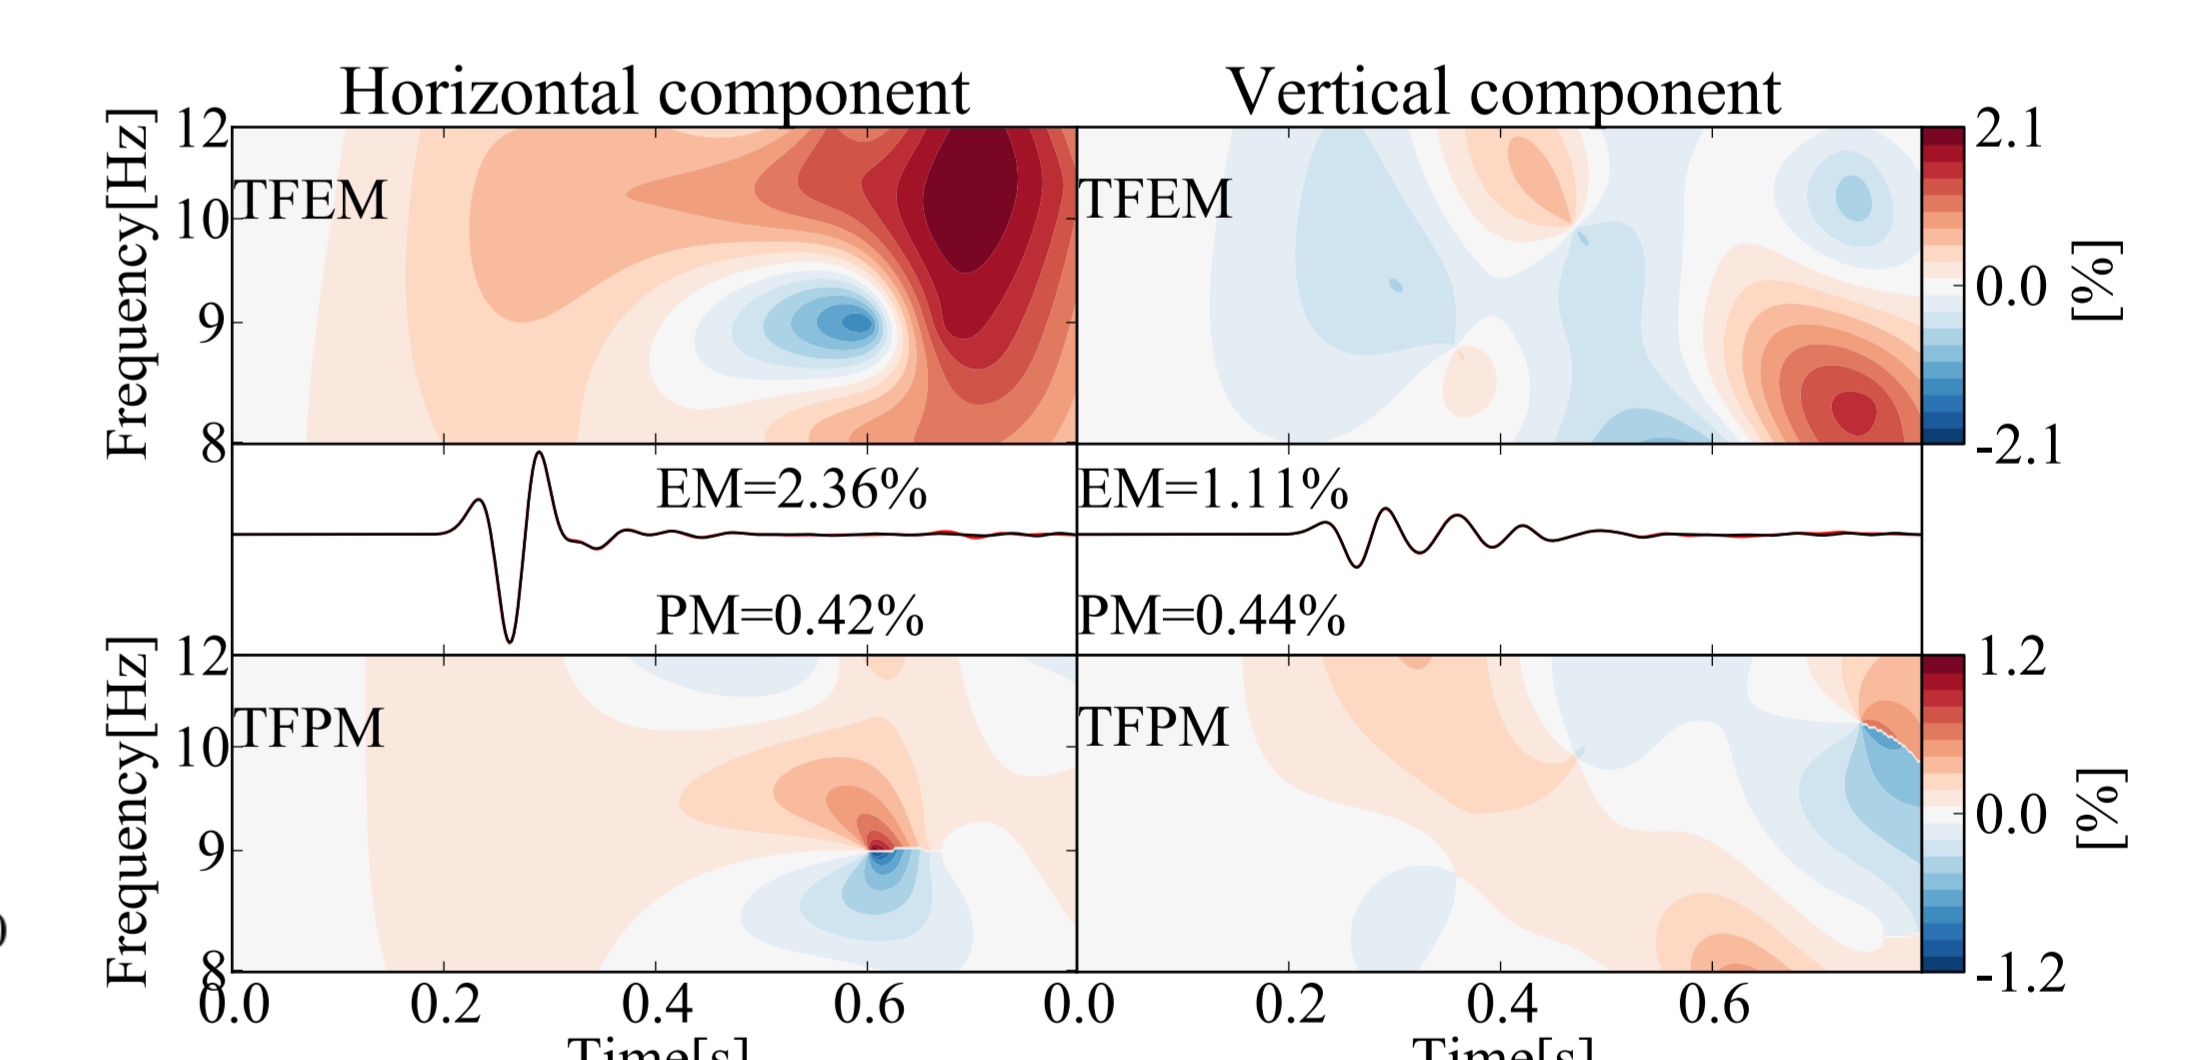 Horizontal component
Vertical component
Frequency[Hz]
12
10
9
8
TFEM
TFEM
2.1
0.0
-2.1
[%]
EM=2.36%
EM=1.11%
PM=0.42%
PM=0.44%
Frequency[Hz]
12
10
9
8
TFPM
TFPM
1.2
0.0
-1.2
[%]
0.0 0.2 0.4 0.6 0.0 0.2 0.4 0.6
Time[s]
Time[s]